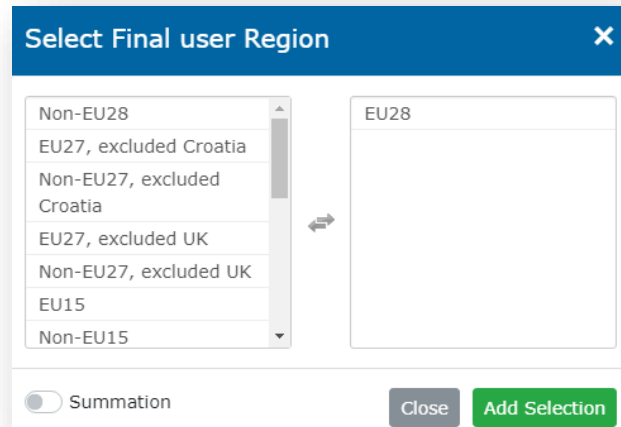 Select Final user Region
Non-EU28
EU27, excluded Croatia
Non-EU27, excluded
Croatia
EU27, excluded UK
Non-EU27, excluded UK
EU15
Non-EU15
EU28
Summation
Close
Add Selection